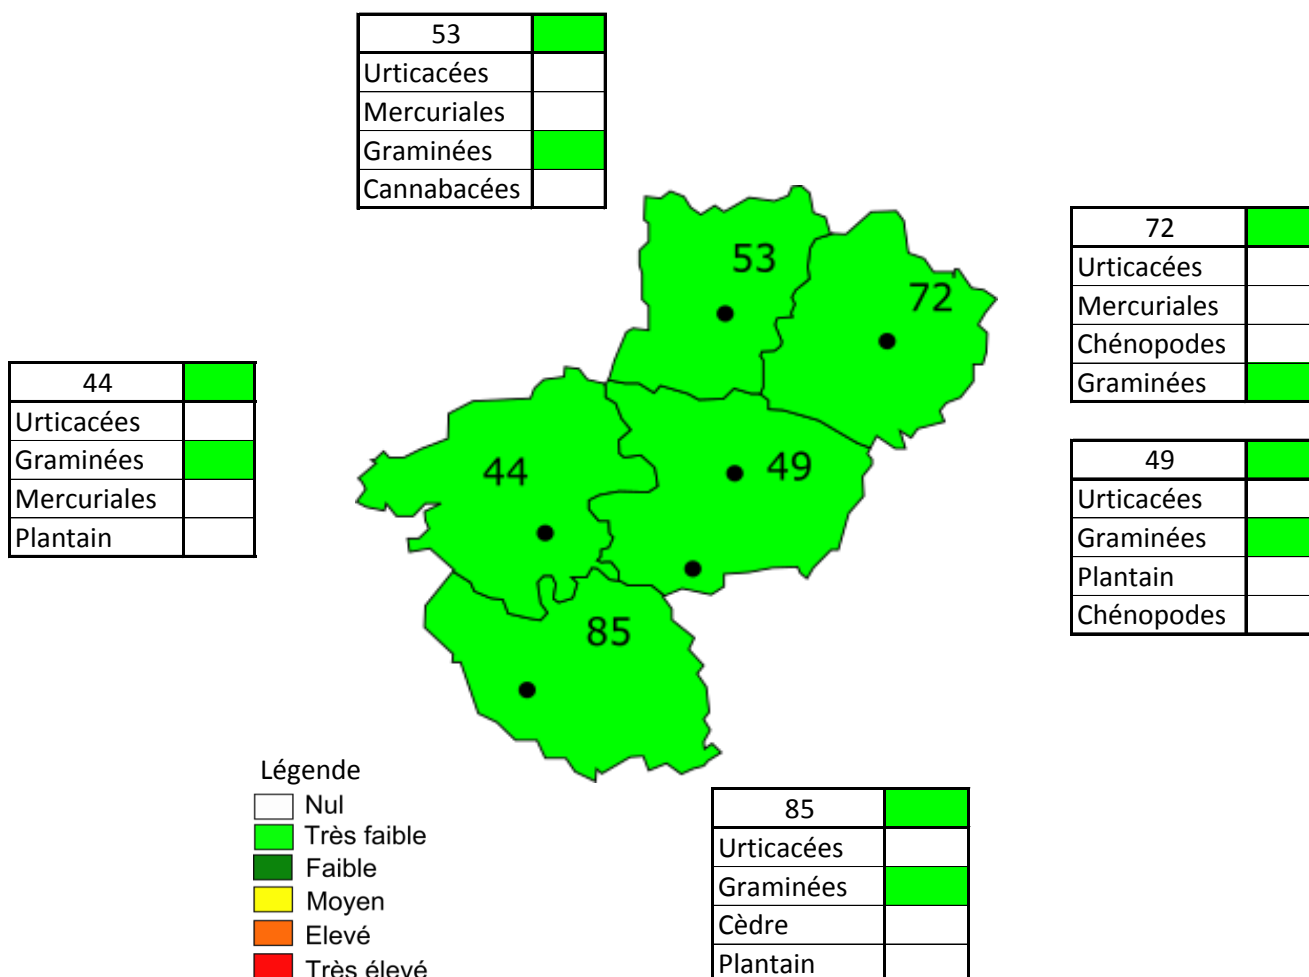 53
Urticacées
Mercuriales
Graminées
Cannabacées
53
72
72
Urticacées
Mercuriales
Chénopodes
Graminées
44
Urticacées
Graminées
Mercuriales
Plantain
44
49
49
Urticacées
Graminées
Plantain
Chénopodes
85
Légende
Nul
Très faible
Faible
Moyen
Elevé
Très élevé
85
Urticacées
Graminées
Cèdre
Plantain